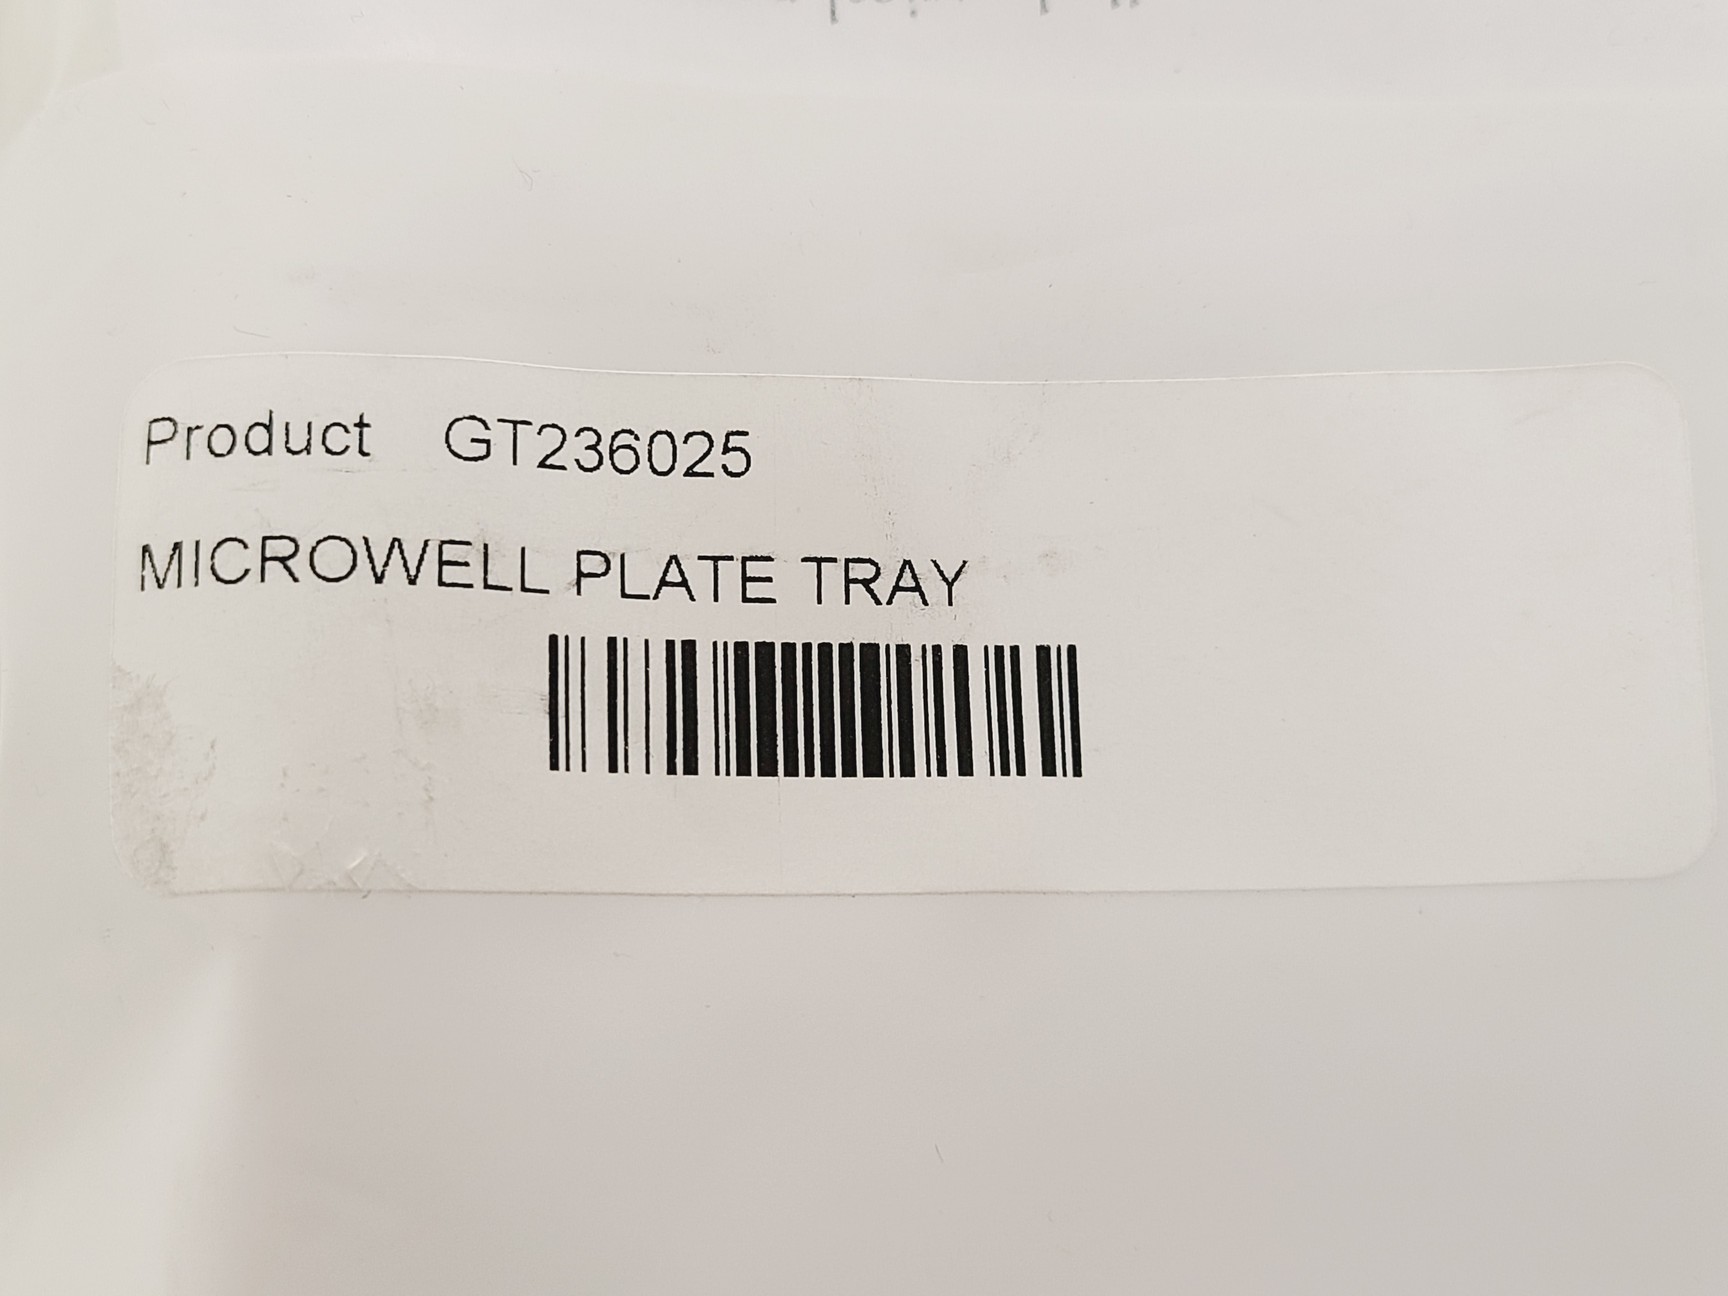 Product GT236025
MICROWELL PLATE TRAY